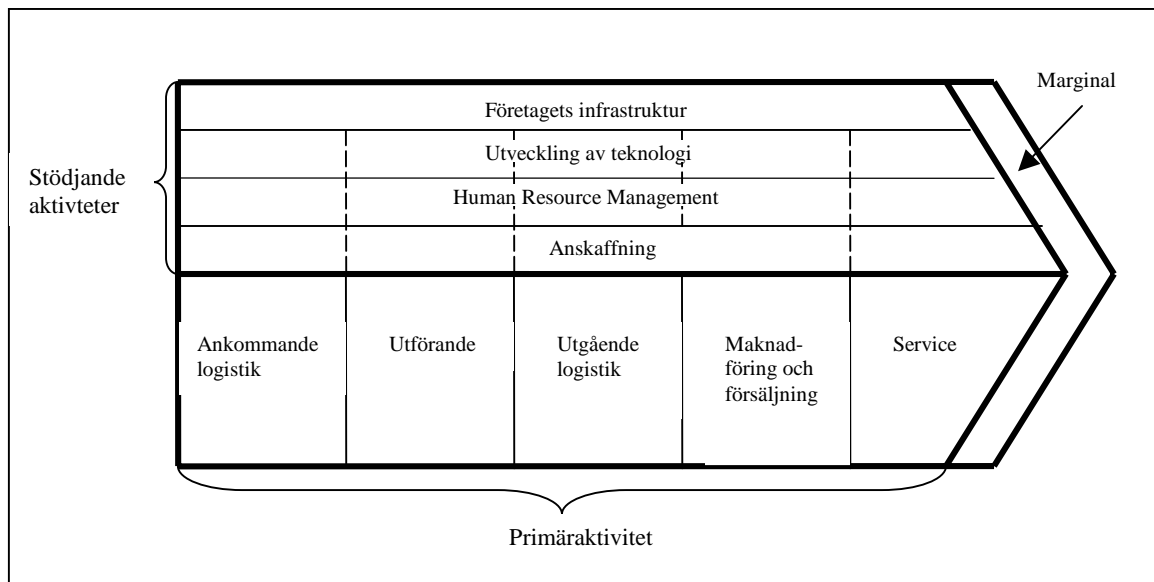 Marginal
Företagets infrastruktur
Utveckling av teknologi
Stödjande
aktivteter
Human Resource Management
Anskaffning
Ankommande
logistik
Utförande
Utgående
logistik
Maknad-
föring och
försäljning
Service
Primäraktivitet